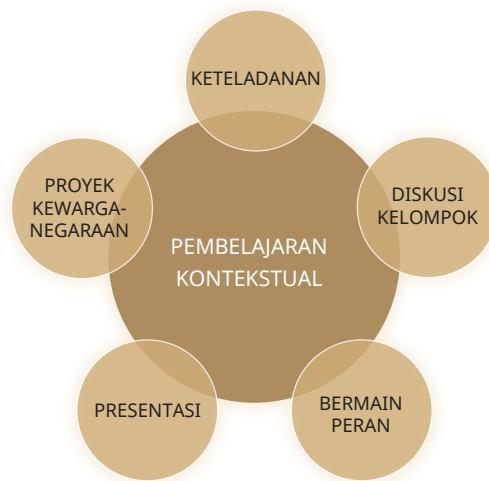 KETELADANAN
PROYEK
KEWARGA-
NEGARAAN
DISKUSI
KELOMPOK
PEMBELAJARAN
KONTEKSTUAL
PRESENTASI
BERMAIN
PERAN